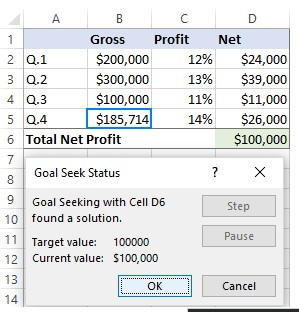 A B C D
1 Gross Profit Net
2 Q.1 $200,000 12% $24,000
3 Q.2 $300,000 13% $39,000
4 Q.3 $100,000 11% $11,000
5 Q.4 $185,714 14% $26,000
6 Total Net Profit $100,000
7
8 Goal Seek Status ? X
9 Goal Seeking with Cell D6 Step
10 found a solution.
11 Target value: 100000 Pause
12 Current value: $100,000
13 OK Cancel
14